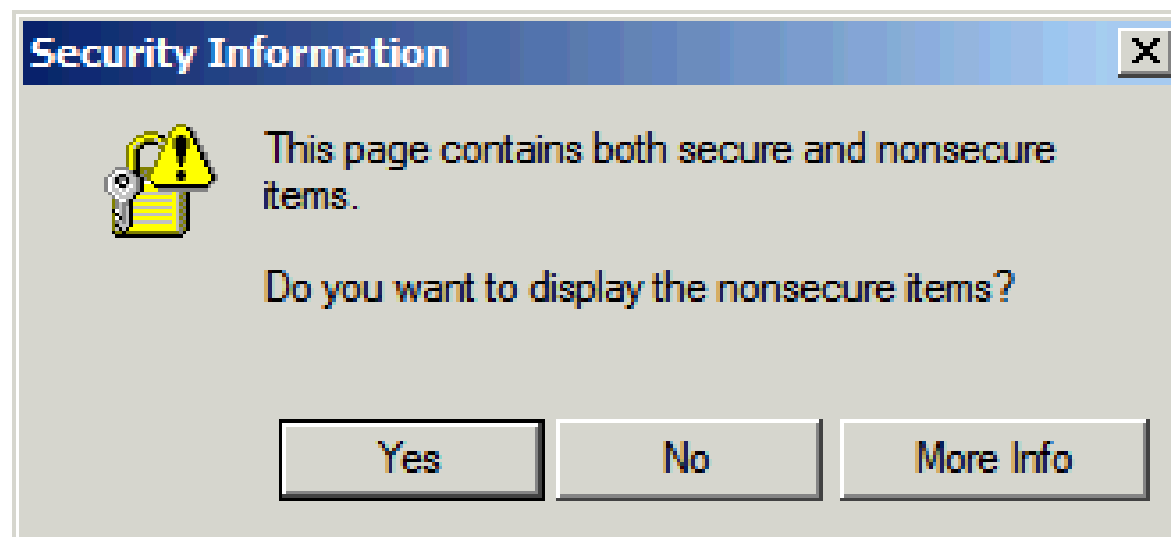 Security Information
This page contains both secure and nonsecure
items.
Do you want to display the nonsecure items?
Yes No More Info